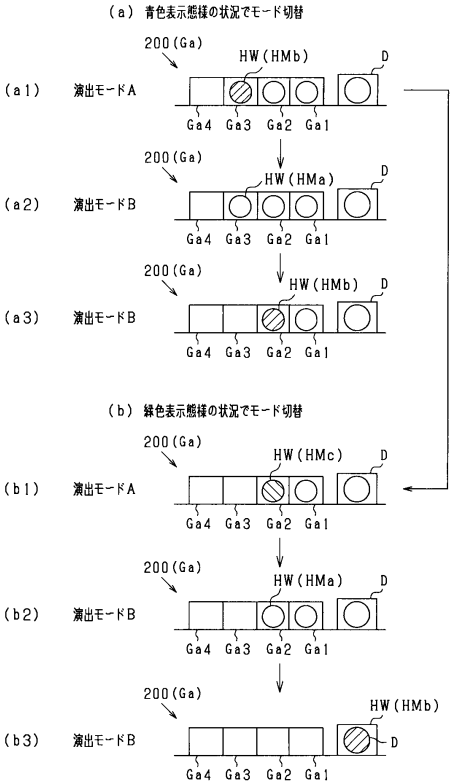 (a) 青色表示態様の状況でモード切替
200(Ga)
HW(HMb)
D
(a1) 演出モードA
Ga4 Ga3 Ga2 Ga1
200(Ga)
HW(HMa)
D
(a2) 演出モードB
Ga4 Ga3 Ga2 Ga1
200(Ga)
HW(HMb)
D
(a3) 演出モードB
Ga4 Ga3 Ga2 Ga1
(b) 緑色表示態様の状況でモード切替
200(Ga)
HW(HMc)
D
(b1) 演出モードA
Ga4 Ga3 Ga2 Ga1
200(Ga)
HW(HMa)
D
(b2) 演出モードB
Ga4 Ga3 Ga2 Ga1
200(Ga)
HW(HMb)
(b3) 演出モードB
D
Ga4 Ga3 Ga2 Ga1